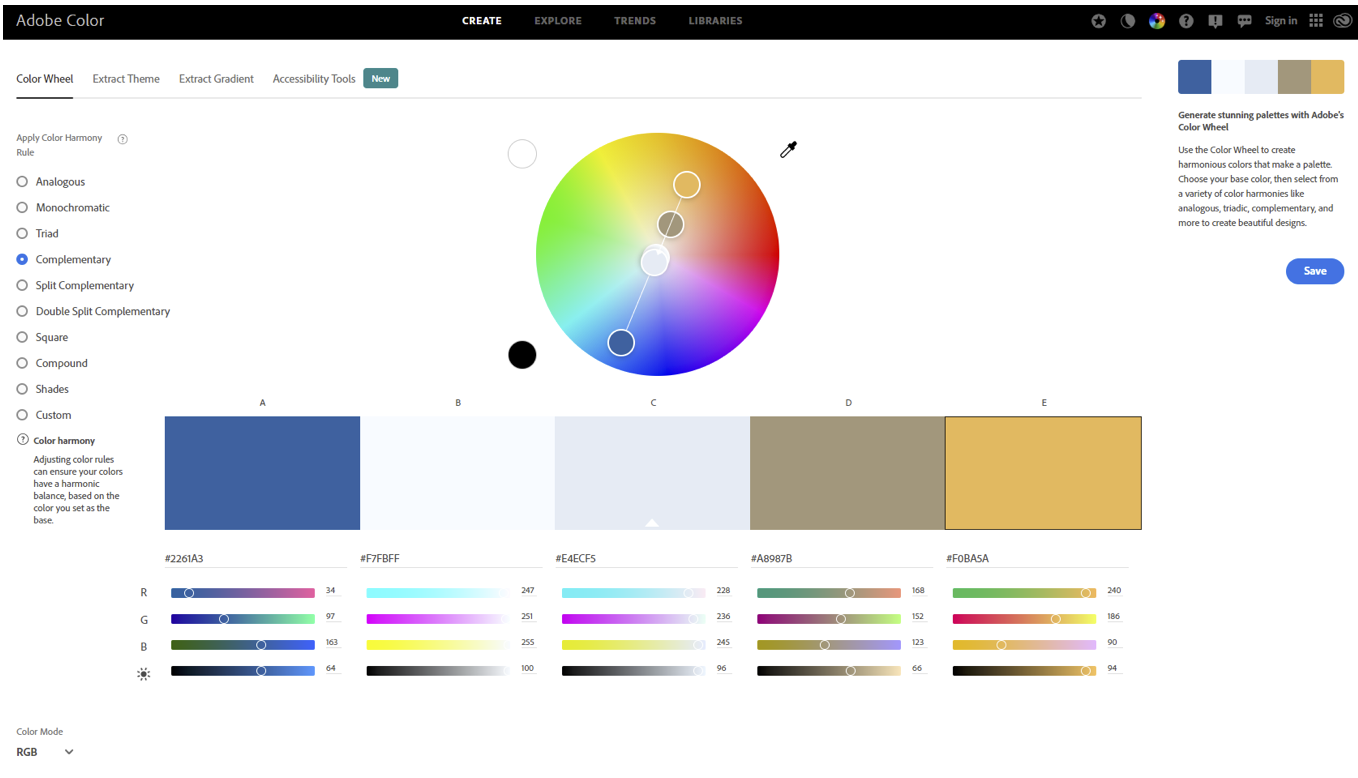 Adobe Color
CREATE EXPLORE TRENDS LIBRARIES
Sign in
Color Wheel Extract Theme Extract Gradient Accessibility Tools New
Apply Color Harmony
Rule
Analogous
Monochromatic
Triad
Complementary
Split Complementary
Double Split Complementary
Square
Compound
Shades
Custom
Color harmony
Adjusting color rules
can ensure your colors
have a harmonic
balance, based on the
color you set as the
base.
Generate stunning palettes with Adobe's
Color Wheel
Use the Color Wheel to create
harmonious colors that make a palette.
Choose your base color, then select from
a variety of color harmonies like
analogous, triadic, complementary, and
more to create beautiful designs.
Save
A B C D E
#2261A3 #F7FBFF #E4ECF5 #A8987B #F0BA5A
R 34 247 228 168 240
G 97 251 236 152 186
B 163 255 245 123 90
64 100 96 66 94
Color Mode
RGB